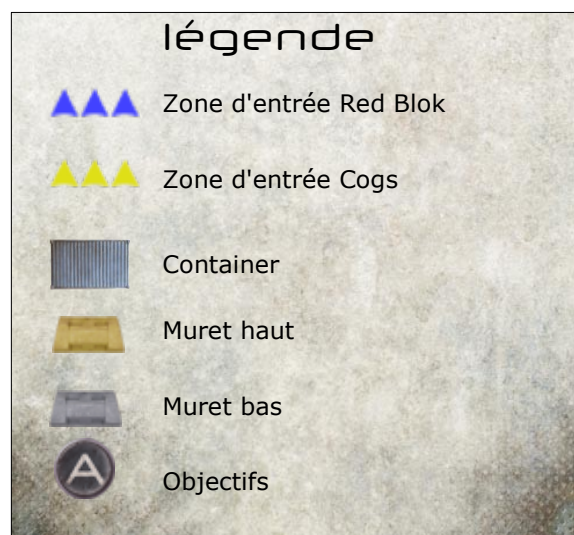 légende
Zone d'entrée Red Blok
Zone d'entrée Cogs
Container
Muret haut
Muret bas
A
Objectifs